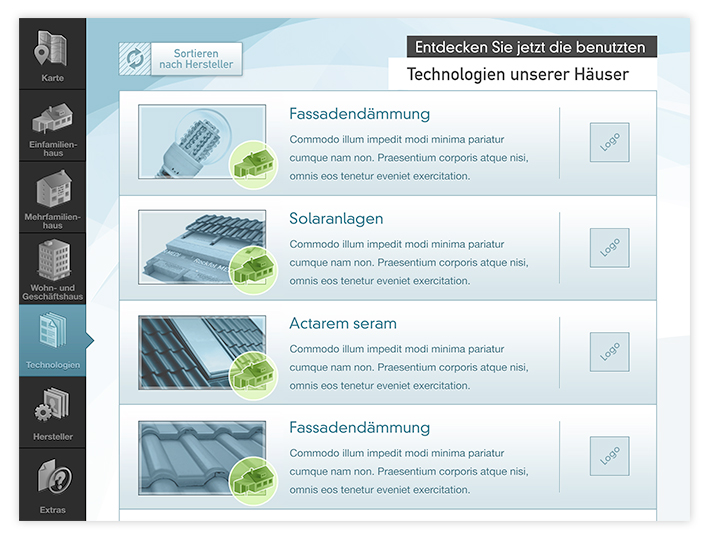 Karte
Einfamilien-
haus
Mehrfamilien-
haus
Wohn- und
Geschäftshaus
Technologien
Hersteller
Extras
Sortieren
nach Hersteller
Entdecken Sie jetzt die benutzten
Technologien unserer Häuser
Fassadendämmung
Commodo illum impedit modi minima pariatur
cumque nam non. Praesentium corporis atque nisi,
omnis eos tenetur eveniet exercitation.
Logo
Solaranlagen
Commodo illum impedit modi minima pariatur
cumque nam non. Praesentium corporis atque nisi,
omnis eos tenetur eveniet exercitation.
Logo
Actarem seram
Commodo illum impedit modi minima pariatur
cumque nam non. Praesentium corporis atque nisi,
omnis eos tenetur eveniet exercitation.
Logo
Fassadendämmung
Commodo illum impedit modi minima pariatur
cumque nam non. Praesentium corporis atque nisi,
omnis eos tenetur eveniet exercitation.
Logo